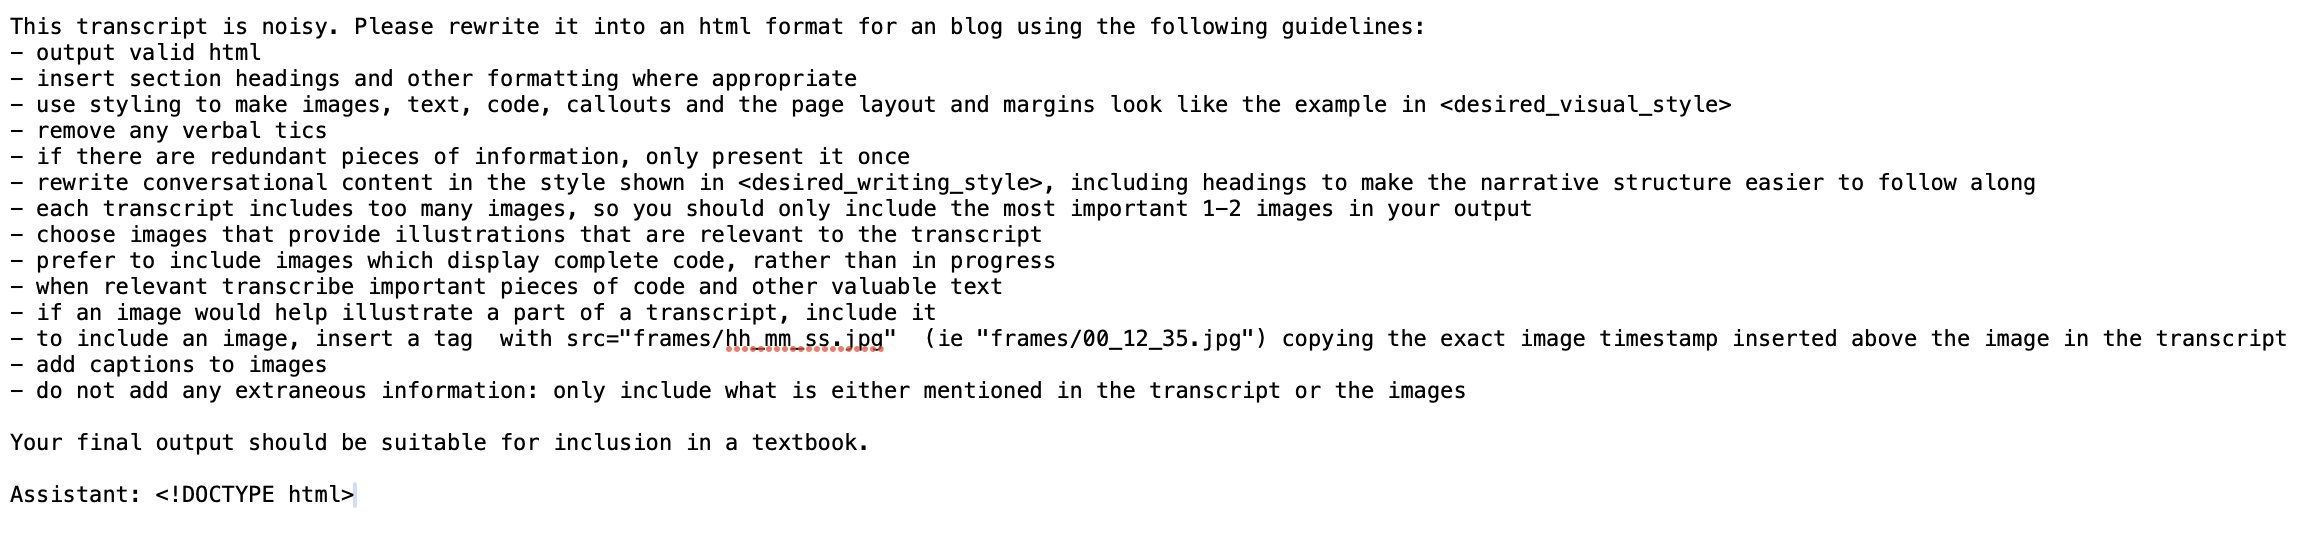 This transcript is noisy. Please rewrite it into an html format for an blog using the following guidelines:
- output valid html
- insert section headings and other formatting where appropriate
- use styling to make images, text, code, callouts and the page layout and margins look like the example in <desired_visual_style>
- remove any verbal tics
- if there are redundant pieces of information, only present it once
- rewrite conversational content in the style shown in <desired_writing_style>, including headings to make the narrative structure easier to follow along
- each transcript includes too many images, so you should only include the most important 1-2 images in your output
- choose images that provide illustrations that are relevant to the transcript
- prefer to include images which display complete code, rather than in progress
- when relevant transcribe important pieces of code and other valuable text
- if an image would help illustrate a part of a transcript, include it
- to include an image, insert a tag  with src="frames/hh_mm_ss.jpg"  (ie "frames/00_12_35.jpg") copying the exact image timestamp inserted above the image in the transcript
- add captions to images
- do not add any extraneous information: only include what is either mentioned in the transcript or the images

Your final output should be suitable for inclusion in a textbook.

Assistant: <!DOCTYPE html>